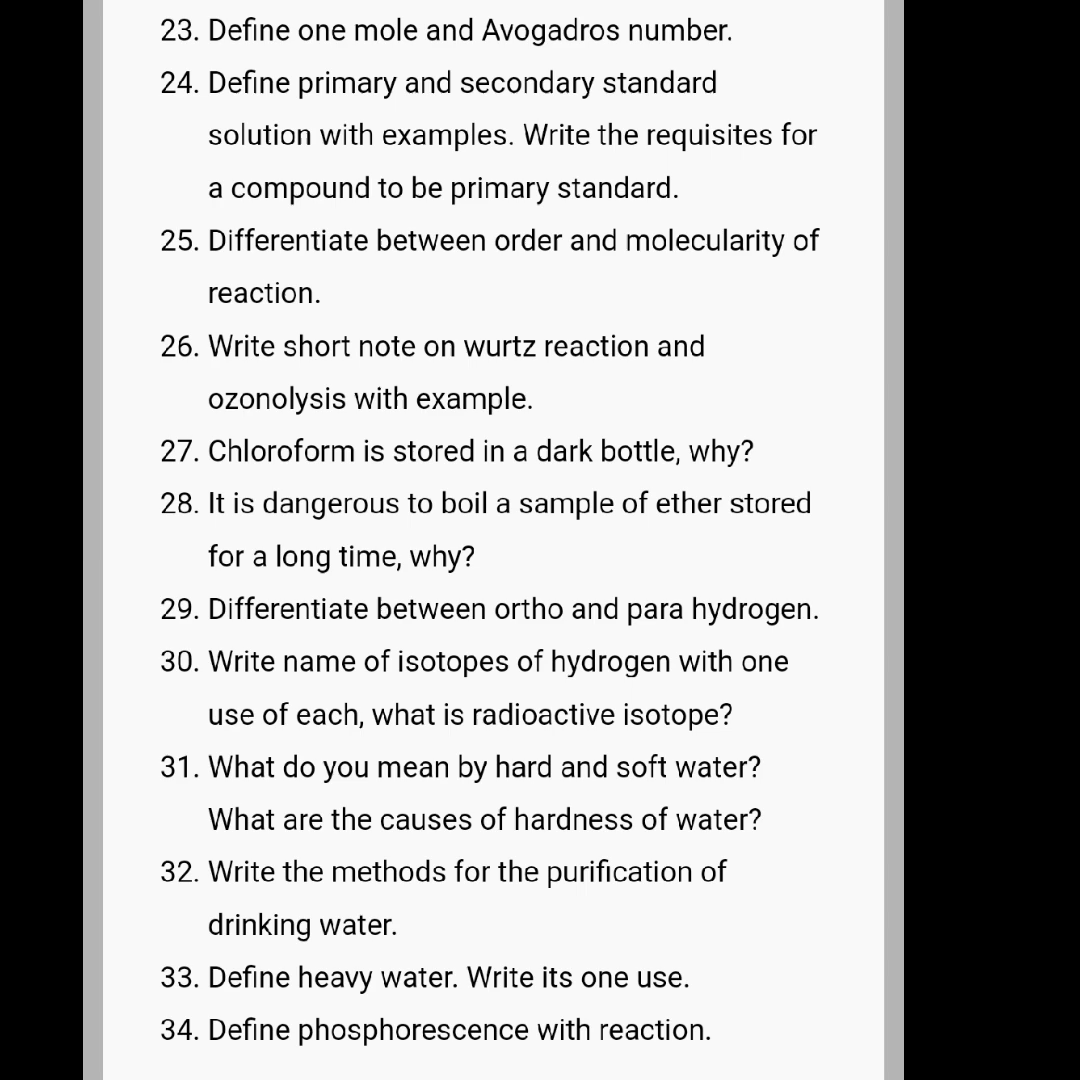 23. Define one mole and Avogadros number.
24. Define primary and secondary standard
solution with examples. Write the requisites for
a compound to be primary standard.
25. Differentiate between order and molecularity of
reaction.
26. Write short note on wurtz reaction and
ozonolysis with example.
27. Chloroform is stored in a dark bottle, why?
28. It is dangerous to boil a sample of ether stored
for a long time, why?
29. Differentiate between ortho and para hydrogen.
30. Write name of isotopes of hydrogen with one
use of each, what is radioactive isotope?
31. What do you mean by hard and soft water?
What are the causes of hardness of water?
32. Write the methods for the purification of
drinking water.
33. Define heavy water. Write its one use.
34. Define phosphorescence with reaction.